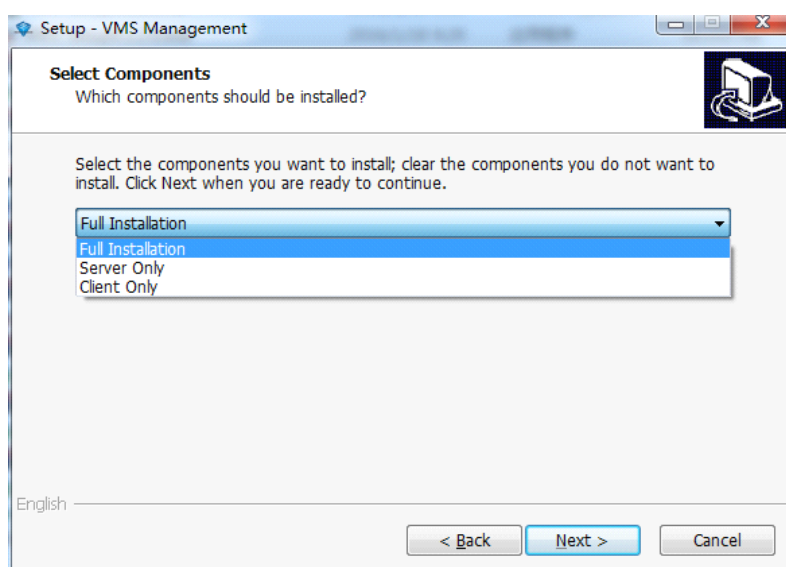 Setup - VMS Management
Select Components
Which components should be installed?
Select the components you want to install; clear the components you do not want to
install. Click Next when you are ready to continue.
Full Installation
Full Installation
Server Only
Client Only
English
< Back
Next >
Cancel